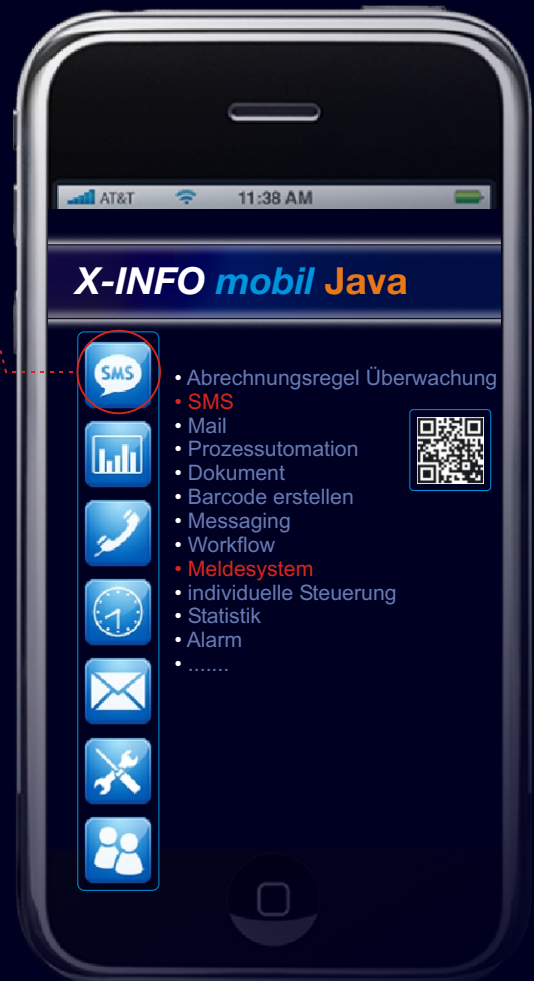 AT&T 11:38 AM
X-INFO mobil Java
SMS
• Abrechnungsregel Überwachung
• SMS
• Mail
• Prozessutomation
• Dokument
• Barcode erstellen
• Messaging
• Workflow
• Meldesystem
• individuelle Steuerung
• Statistik
• Alarm
• .......